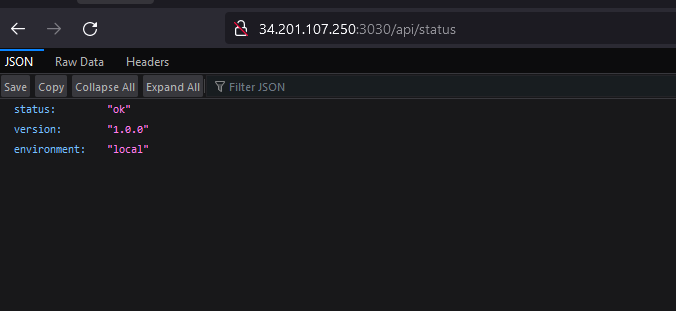 34.201.107.250:3030/api/status
JSON Raw Data Headers
Save Copy Collapse All Expand All Filter JSON
status: "ok"
version: "1.0.0"
environment: "local"